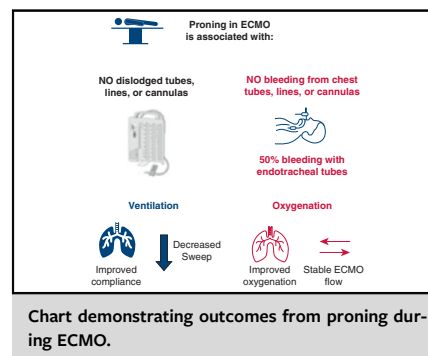 Proning in ECMO
is associated with:
NO dislodged tubes,
lines, or cannulas
NO bleeding from chest
tubes, lines, or cannulas
50% bleeding with
endotracheal tubes
Ventilation
Oxygenation
Decreased
Sweep
Improved
compliance
Improved
oxygenation
Stable ECMO
flow
Chart demonstrating outcomes from proning dur-
ing ECMO.